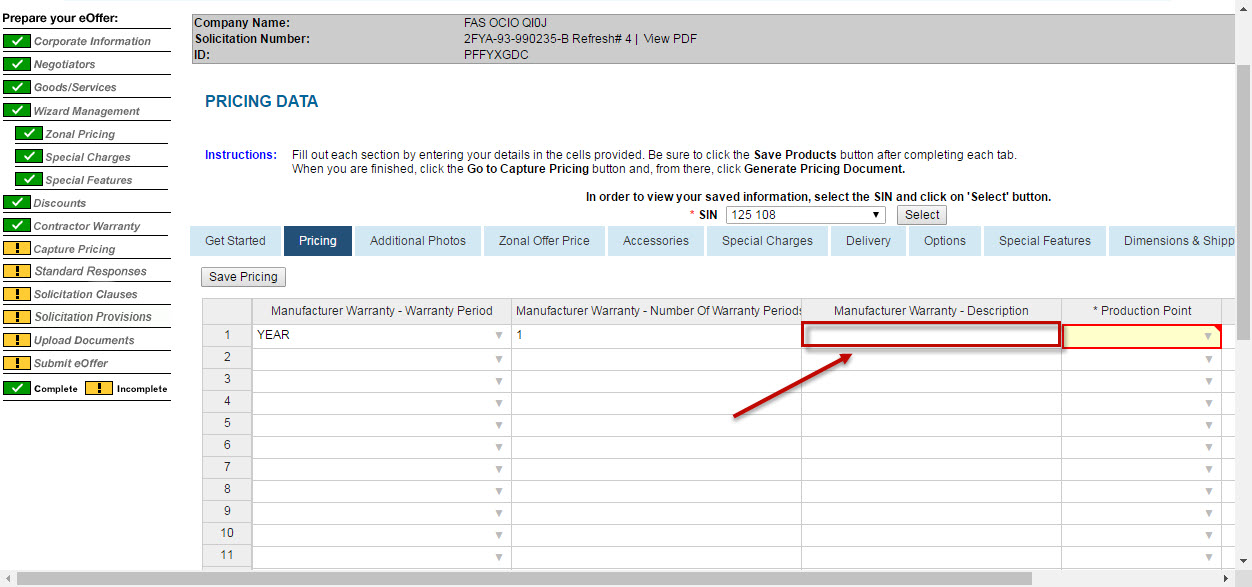 Prepare your eOffer:
Corporate Information
Negotiators
Goods/Services
Wizard Management
Zonal Pricing
Special Charges
Special Features
Discounts
Contractor Warranty
Capture Pricing
Standard Responses
Solicitation Clauses
Solicitation Provisions
Upload Documents
Submit eOffer
Complete Incomplete
Company Name: FAS OCIO QI0J
Solicitation Number: 2FYA-93-990235-B Refresh# 4 | View PDF
ID: PFFYXGDC
PRICING DATA
Instructions: Fill out each section by entering your details in the cells provided. Be sure to click the Save Products button after completing each tab.
When you are finished, click the Go to Capture Pricing button and, from there, click Generate Pricing Document.
In order to view your saved information, select the SIN and click on 'Select' button.
* SIN 125 108 Select
Get Started Pricing Additional Photos Zonal Offer Price Accessories Special Charges Delivery Options Special Features Dimensions & Shipp
Save Pricing
Manufacturer Warranty - Warranty Period Manufacturer Warranty - Number Of Warranty Periods Manufacturer Warranty - Description * Production Point
1 YEAR 1
2
3
4
5
6
7
8
9
10
11